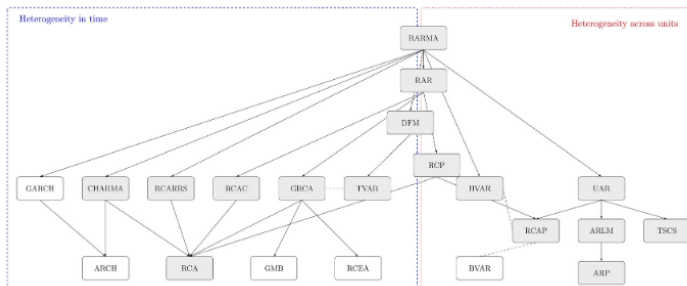 Heterogeneity in time
Heterogeneity across units
RARMA
RAR
DFM
RCP
GARCH CHARMA RCARRS RCAC GRCA TVAR HVAR UAR
RCAP ARLM TSCS
ARCH RCA GMB RCEA BVAR
ARP